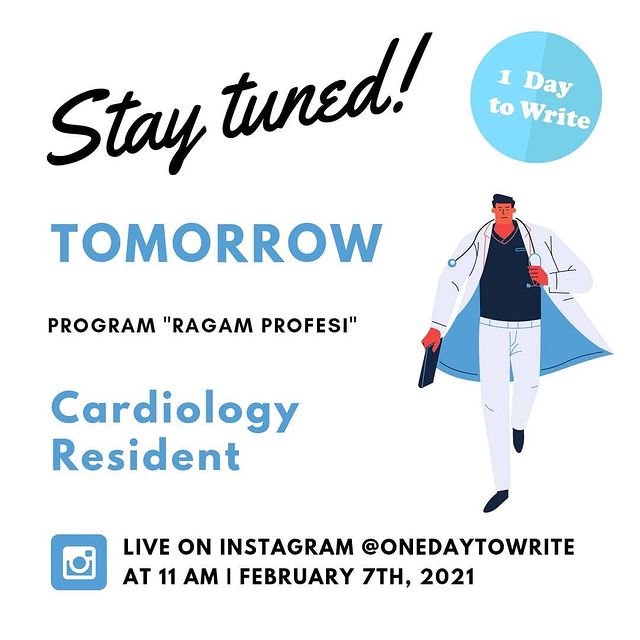 Stay tuned!
1 Day
to Write
TOMORROW
PROGRAM "RAGAM PROFESI"
Cardiology
Resident
LIVE ON INSTAGRAM @ONEDAYTOWRITE
AT 11 AM | FEBRUARY 7TH, 2021